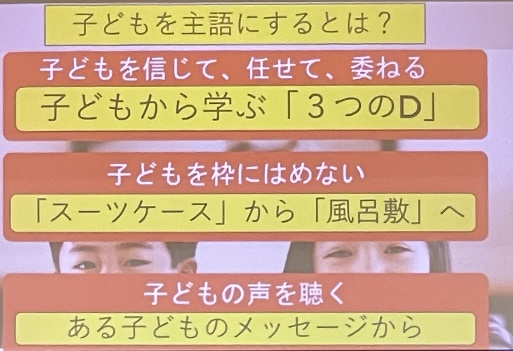 子どもを主語にするとは？
子どもを信じて、任せて、委ねる
子どもから学ぶ「３つのD」
子どもを枠にはめない
「スーツケース」から「風呂敷」へ
子どもの声を聴く
ある子どものメッセージから